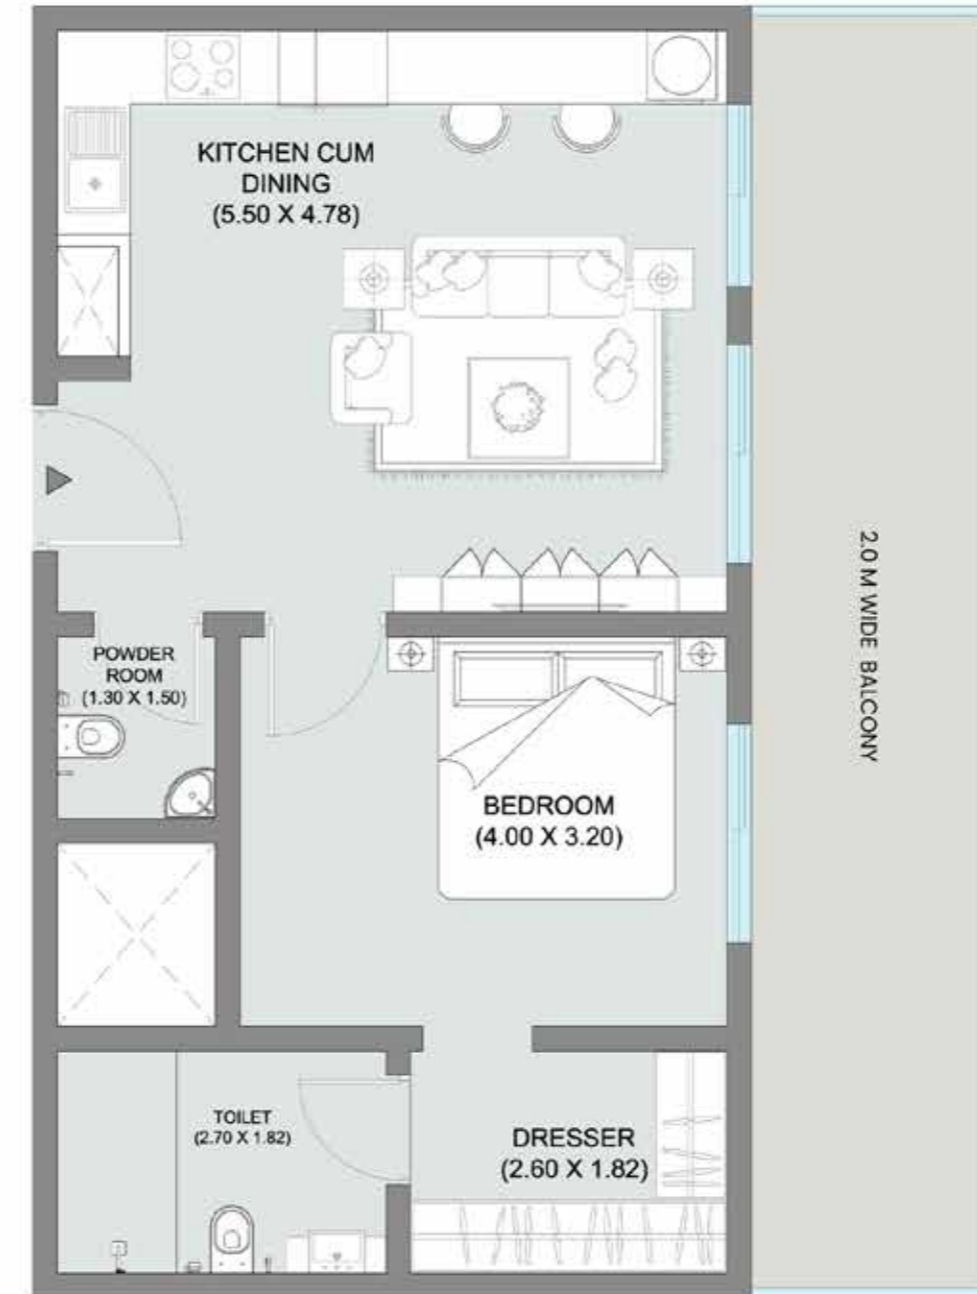 KITCHEN CUM
DINING
(5.50 X 4.78)
2.0 M WIDE BALCONY
POWDER
ROOM
(1.30 X 1.50)
BEDROOM
(4.00 X 3.20)
TOILET
(2.70 X 1.82)
DRESSER
(2.60 X 1.82)